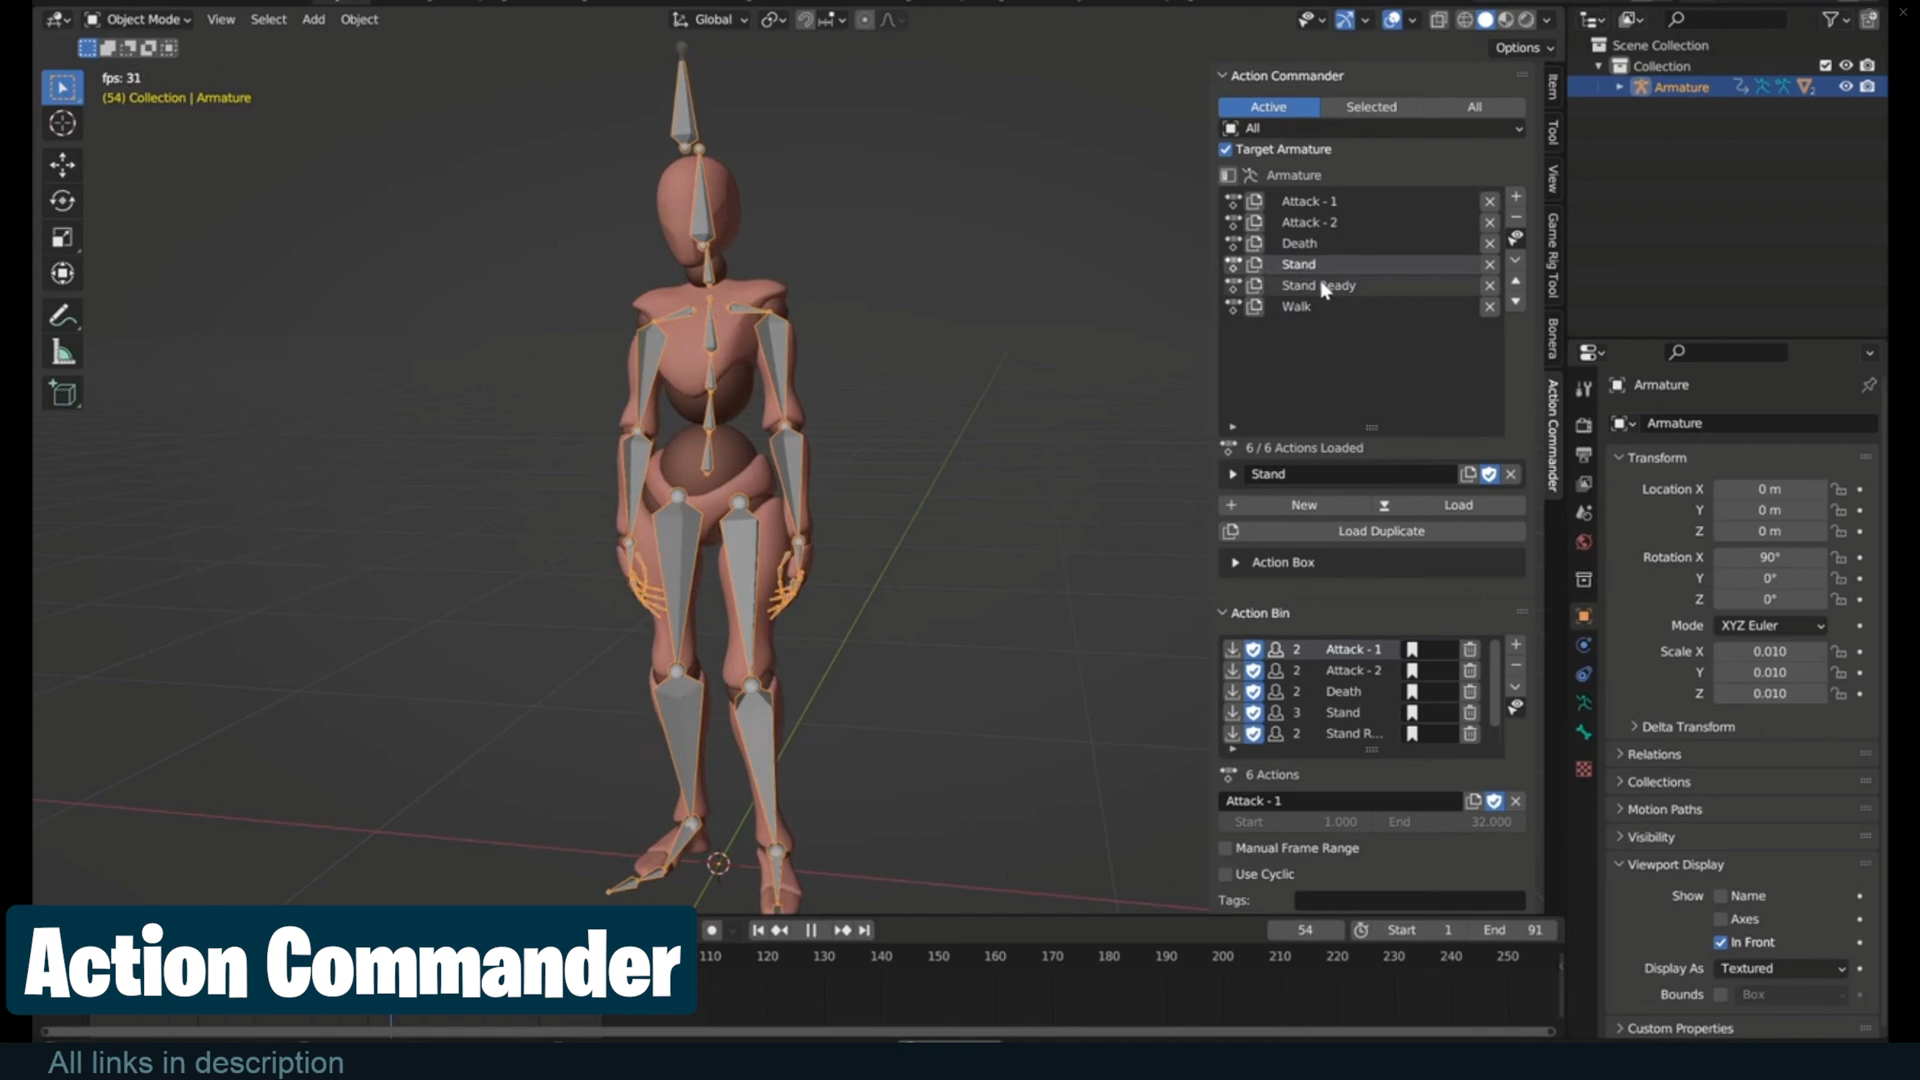 Object Mode
View
Select
Add
Object
Global
Options
fps: 31
(54) Collection | Armature
Action Commander
Active
Selected
All
All
Target Armature
Armature
Attack - 1
Attack - 2
Death
Stand
Stand Ready
Walk
6 / 6 Actions Loaded
Stand
New
Load
Load Duplicate
Action Box
Action Bin
2 Attack - 1
2 Attack - 2
2 Death
3 Stand
2 Stand R...
6 Actions
Attack - 1
Start 1.000 End 32.000
Manual Frame Range
Use Cyclic
Tags:
Item
Tool
View
Game Rig Tool
Bonera
Action Commander
Scene Collection
Collection
Armature
2
Armature
Armature
Transform
Location X 0 m
Y 0 m
Z 0 m
Rotation X 90°
Y 0°
Z 0°
Mode XYZ Euler
Scale X 0.010
Y 0.010
Z 0.010
Delta Transform
Relations
Collections
Motion Paths
Visibility
Viewport Display
Show Name
Axes
In Front
Display As Textured
Bounds Box
Custom Properties
54 Start 1 End 91
110 120 130 140 150 160 170 180 190 200 210 220 230 240 250
Action Commander
All links in description